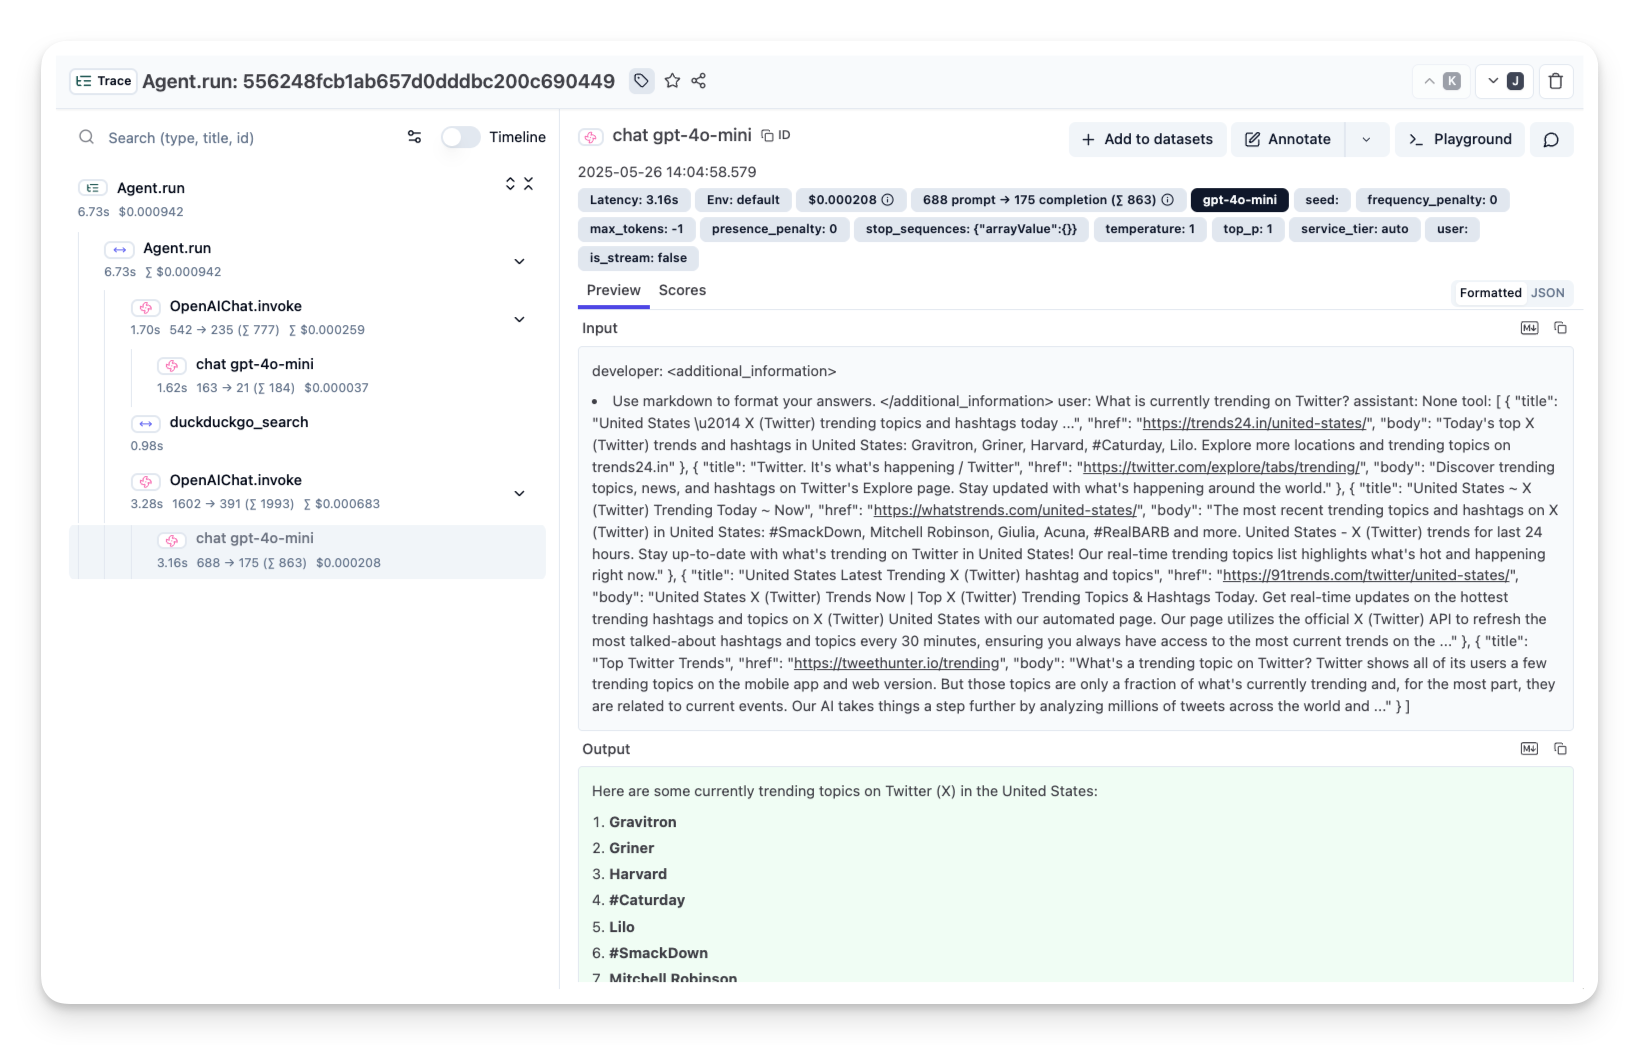 Trace Agent.run: 556248fcb1ab657d0dddbc200c690449
K
J
Search (type, title, id)
Timeline
Agent.run
6.73s $0.000942
Agent.run
6.73s ∑ $0.000942
OpenAIChat.invoke
1.70s 542 → 235 (∑ 777) ∑ $0.000259
chat gpt-4o-mini
1.62s 163 → 21 (∑ 184) $0.000037
duckduckgo_search
0.98s
OpenAIChat.invoke
3.28s 1602 → 391 (∑ 1993) ∑ $0.000683
chat gpt-4o-mini
3.16s 688 → 175 (∑ 863) $0.000208
chat gpt-4o-mini ID
Add to datasets
Annotate
Playground
2025-05-26 14:04:58.579
Latency: 3.16s Env: default $0.000208 688 prompt → 175 completion (∑ 863) gpt-4o-mini seed: frequency_penalty: 0
max_tokens: -1 presence_penalty: 0 stop_sequences: {"arrayValue":{}} temperature: 1 top_p: 1 service_tier: auto user:
is_stream: false
Preview Scores
Formatted JSON
Input
M↓
developer: <additional_information>
• Use markdown to format your answers. </additional_information> user: What is currently trending on Twitter? assistant: None tool: [ { "title":
"United States \u2014 X (Twitter) trending topics and hashtags today ...", "href": "https://trends24.in/united-states/", "body": "Today's top X
(Twitter) trends and hashtags in United States: Gravitron, Griner, Harvard, #Caturday, Lilo. Explore more locations and trending topics on
trends24.in" }, { "title": "Twitter. It's what's happening / Twitter", "href": "https://twitter.com/explore/tabs/trending/", "body": "Discover trending
topics, news, and hashtags on Twitter's Explore page. Stay updated with what's happening around the world." }, { "title": "United States ~ X
(Twitter) Trending Today ~ Now", "href": "https://whatstrends.com/united-states/", "body": "The most recent trending topics and hashtags on X
(Twitter) in United States: #SmackDown, Mitchell Robinson, Giulia, Acuna, #RealBARB and more. United States - X (Twitter) trends for last 24
hours. Stay up-to-date with what's trending on Twitter in United States! Our real-time trending topics list highlights what's hot and happening
right now." }, { "title": "United States Latest Trending X (Twitter) hashtag and topics", "href": "https://91trends.com/twitter/united-states/",
"body": "United States X (Twitter) Trends Now | Top X (Twitter) Trending Topics & Hashtags Today. Get real-time updates on the hottest
trending hashtags and topics on X (Twitter) United States with our automated page. Our page utilizes the official X (Twitter) API to refresh the
most talked-about hashtags and topics every 30 minutes, ensuring you always have access to the most current trends on the ..." }, { "title":
"Top Twitter Trends", "href": "https://tweethunter.io/trending", "body": "What's a trending topic on Twitter? Twitter shows all of its users a few
trending topics on the mobile app and web version. But those topics are only a fraction of what's currently trending and, for the most part, they
are related to current events. Our AI takes things a step further by analyzing millions of tweets across the world and ..." } ]
Output
M↓
Here are some currently trending topics on Twitter (X) in the United States:
1. Gravitron
2. Griner
3. Harvard
4. #Caturday
5. Lilo
6. #SmackDown
7. Mitchell Robinson